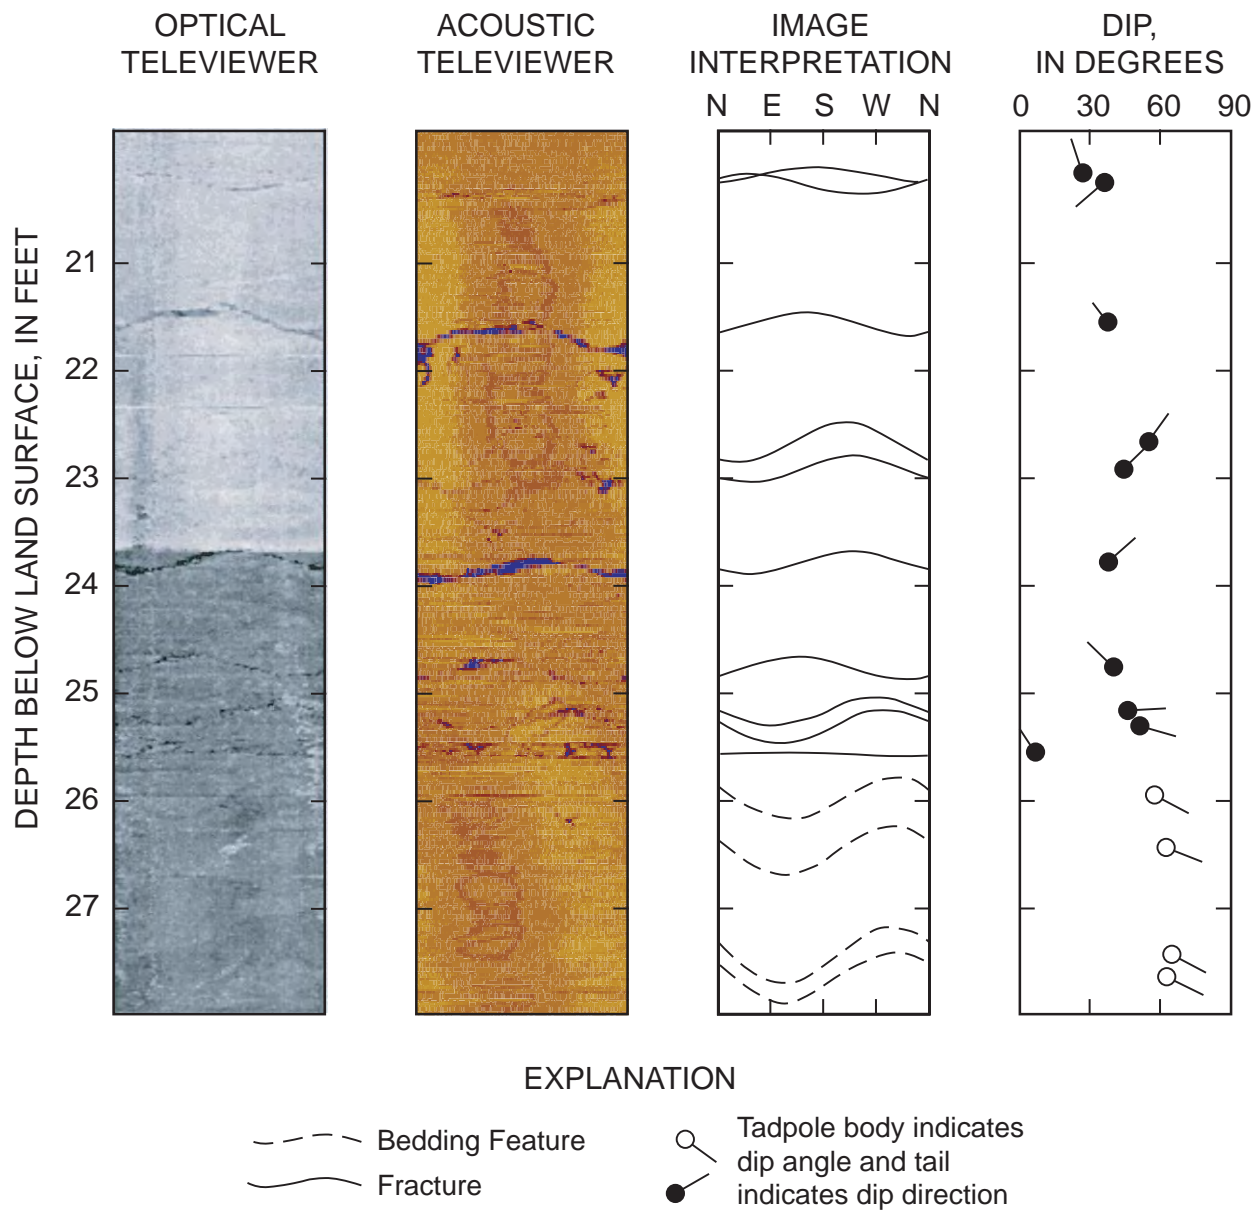 OPTICAL
TELEVIEWER
ACOUSTIC
TELEVIEWER
IMAGE
INTERPRETATION
DIP,
IN DEGREES
N E S W N
0 30 60 90
DEPTH BELOW LAND SURFACE, IN FEET
21
22
23
24
25
26
27
EXPLANATION
Bedding Feature
Fracture
Tadpole body indicates
dip angle and tail
indicates dip direction